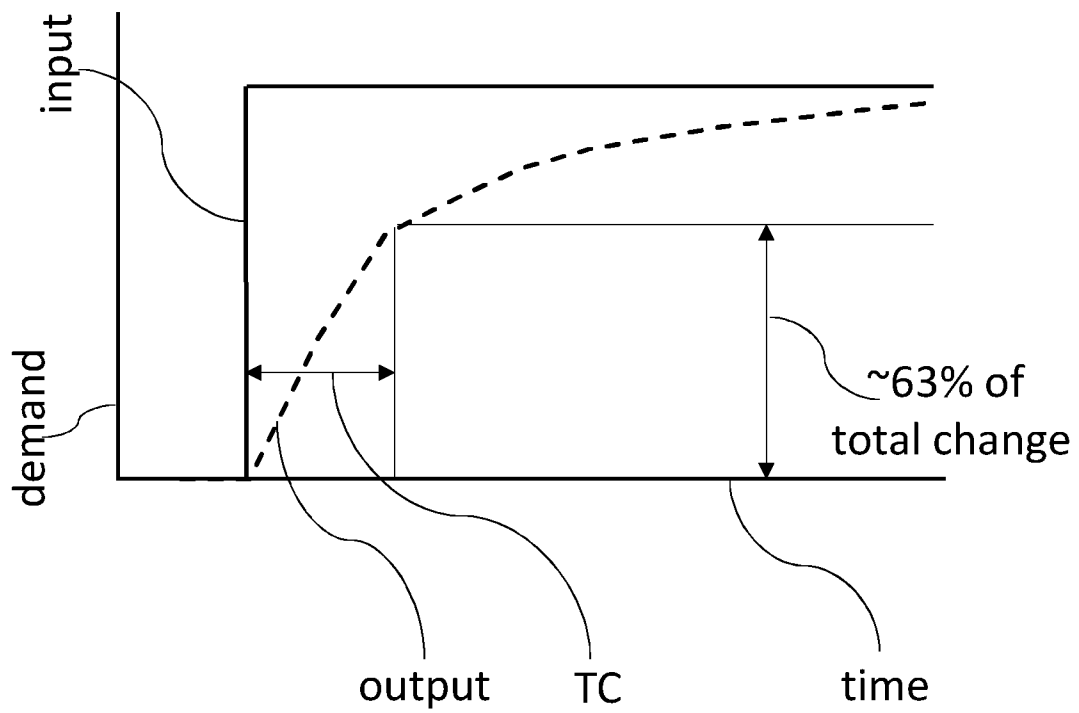 input
demand
~63% of
total change
output
TC
time